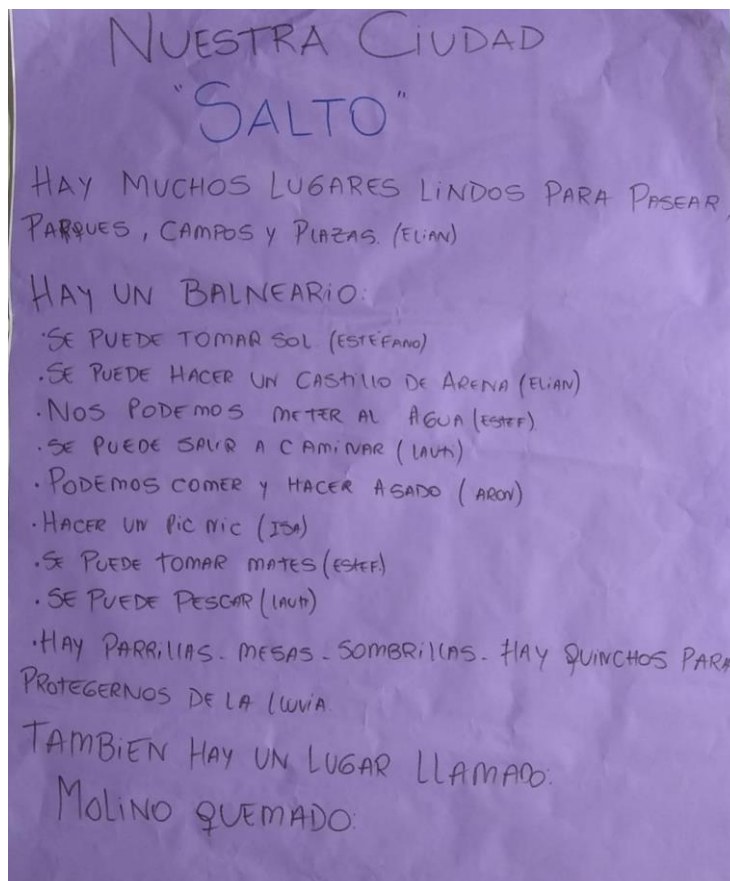 NUESTRA CIUDAD
"SALTO"
HAY MUCHOS LUGARES LINDOS PARA PASEAR,
PARQUES, CAMPOS Y PLAZAS. (ELIAN)
HAY UN BALNEARIO:
·SE PUEDE TOMAR SOL (ESTÉFANO)
·SE PUEDE HACER UN CASTILLO DE ARENA (ELIAN)
·NOS PODEMOS METER AL AGUA (ESTEF)
·SE PUEDE SALIR A CAMINAR (LAUTI)
·PODEMOS COMER Y HACER ASADO (ARON)
·HACER UN PIC NIC (ISA)
·SE PUEDE TOMAR MATES (ESTEF.)
·SE PUEDE PESCAR (LAUTI)
·HAY PARRILLAS - MESAS - SOMBRILLAS - HAY QUINCHOS PARA
PROTEGERNOS DE LA LLUVIA.
TAMBIEN HAY UN LUGAR LLAMADO:
MOLINO QUEMADO: